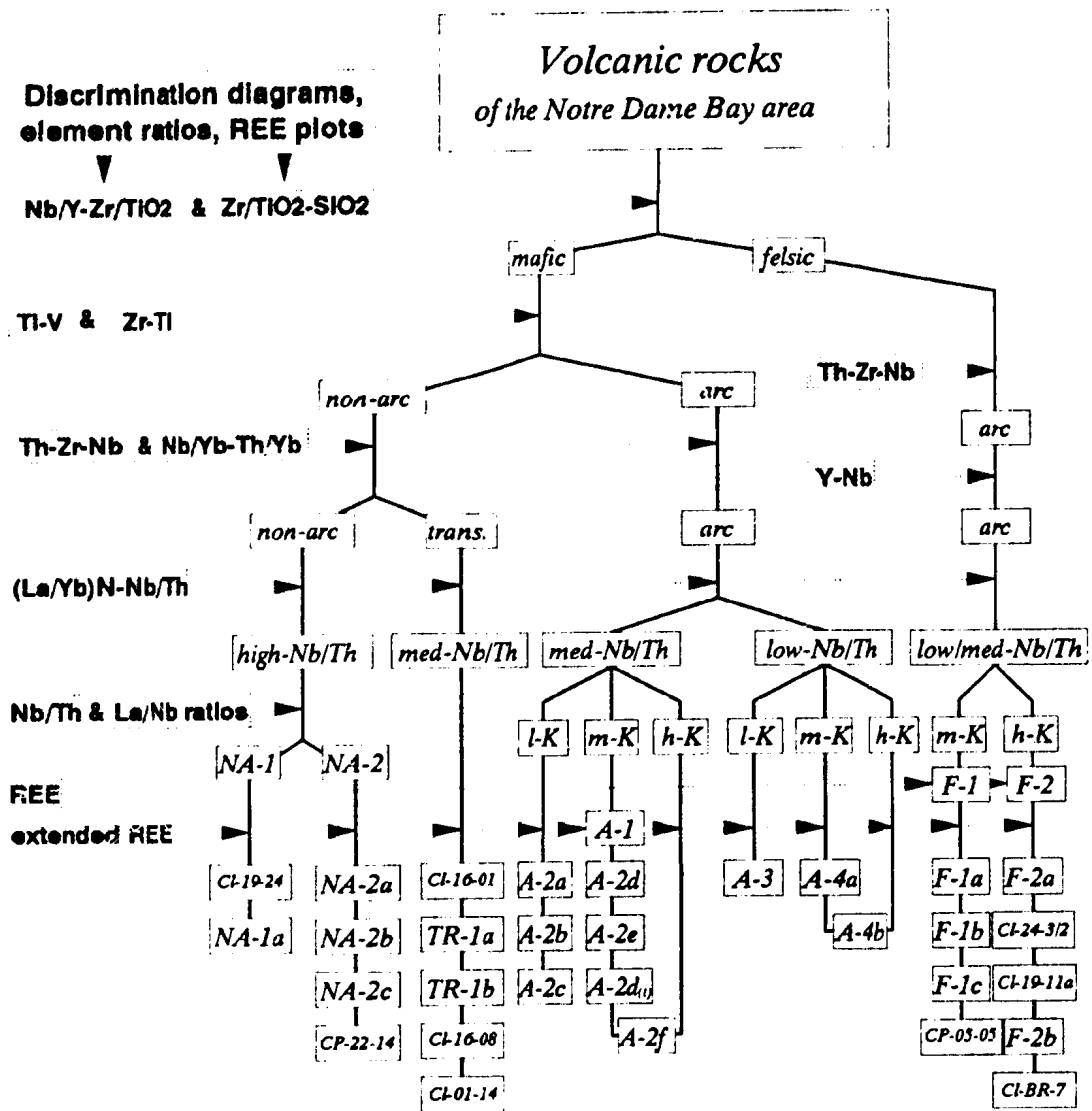 Volcanic rocks
of the Notre Dame Bay area
Discrimination diagrams,
element ratios, REE plots
Nb/Y-Zr/TiO2 & Zr/TiO2-SiO2
mafic felsic
Ti-V & Zr-Ti
Th-Zr-Nb
non-arc arc
arc
Th-Zr-Nb & Nb/Yb-Th/Yb
Y-Nb
non-arc trans. arc arc
(La/Yb)N-Nb/Th
high-Nb/Th med-Nb/Th med-Nb/Th low-Nb/Th low/med-Nb/Th
Nb/Th & La/Nb ratios
l-K m-K h-K l-K m-K h-K m-K h-K
NA-1 NA-2
F-1 F-2
REE
extended REE
A-1
CI-19-24 NA-2a CI-16-01 A-2a A-2d A-3 A-4a F-1a F-2a
NA-1a NA-2b TR-1a A-2b A-2e A-4b F-1b CI-24-3/2
NA-2c TR-1b A-2c A-2d(t) F-1c CI-19-11a
CP-22-14 CI-16-08 A-2f CP-05-05 F-2b
CI-01-14 CI-BR-7